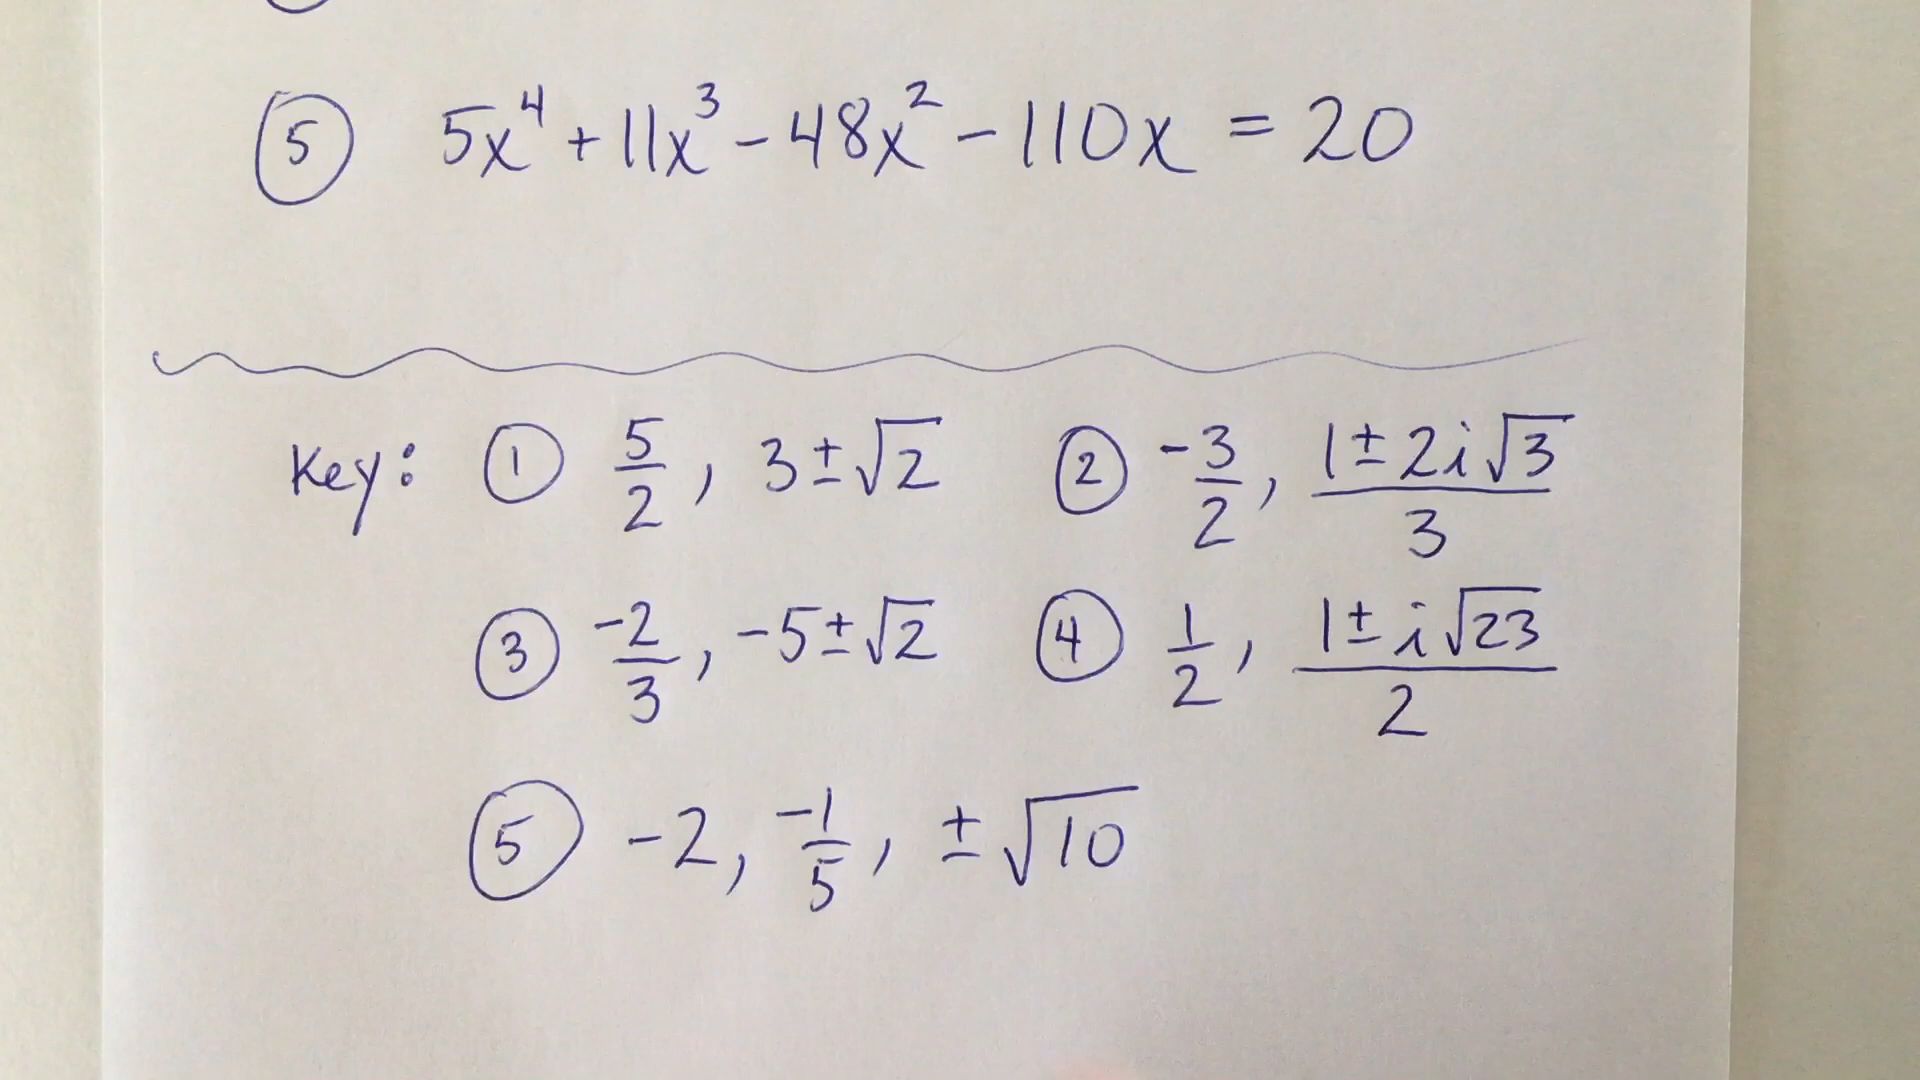 ⑤ 5x⁴ + 11x³ - 48x² - 110x = 20
Key: ① 5/2, 3±√2 ② -3/2, (1±2i√3)/3
③ -2/3, -5±√2 ④ 1/2, (1±i√23)/2
⑤ -2, -1/5, ±√10